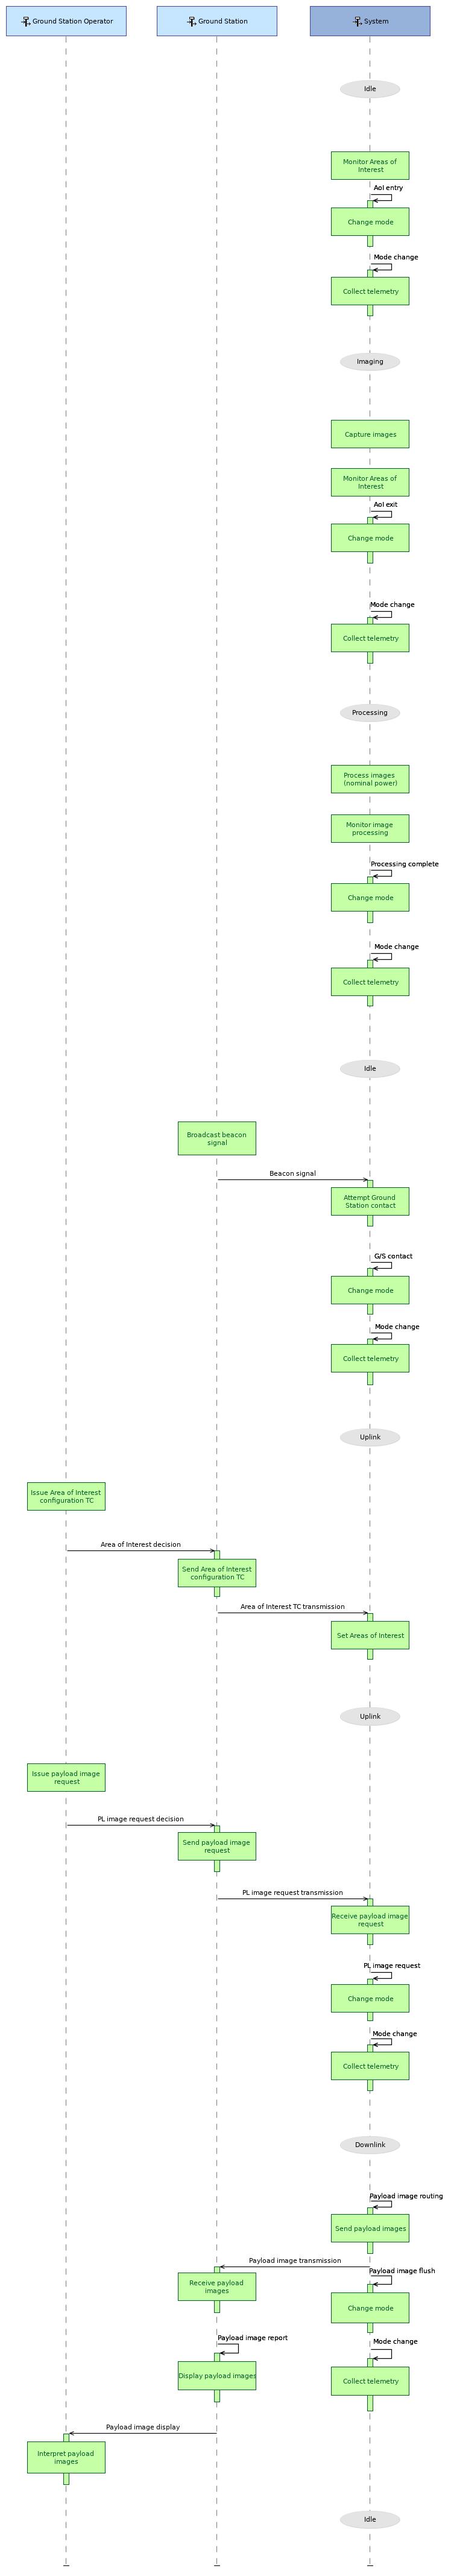 Ground Station Operator
Ground Station
System
Idle
Monitor Areas of
Interest
AoI entry
Change mode
Mode change
Collect telemetry
Imaging
Capture images
Monitor Areas of
Interest
AoI exit
Change mode
Mode change
Collect telemetry
Processing
Process images
(nominal power)
Monitor image
processing
Processing complete
Change mode
Mode change
Collect telemetry
Idle
Broadcast beacon
signal
Beacon signal
Attempt Ground
Station contact
G/S contact
Change mode
Mode change
Collect telemetry
Uplink
Issue Area of Interest
configuration TC
Area of Interest decision
Send Area of Interest
configuration TC
Area of Interest TC transmission
Set Areas of Interest
Uplink
Issue payload image
request
PL image request decision
Send payload image
request
PL image request transmission
Receive payload image
request
PL image request
Change mode
Mode change
Collect telemetry
Downlink
Payload image routing
Send payload images
Payload image transmission
Payload image flush
Receive payload
images
Change mode
Payload image report
Mode change
Display payload images
Collect telemetry
Payload image display
Interpret payload
images
Idle